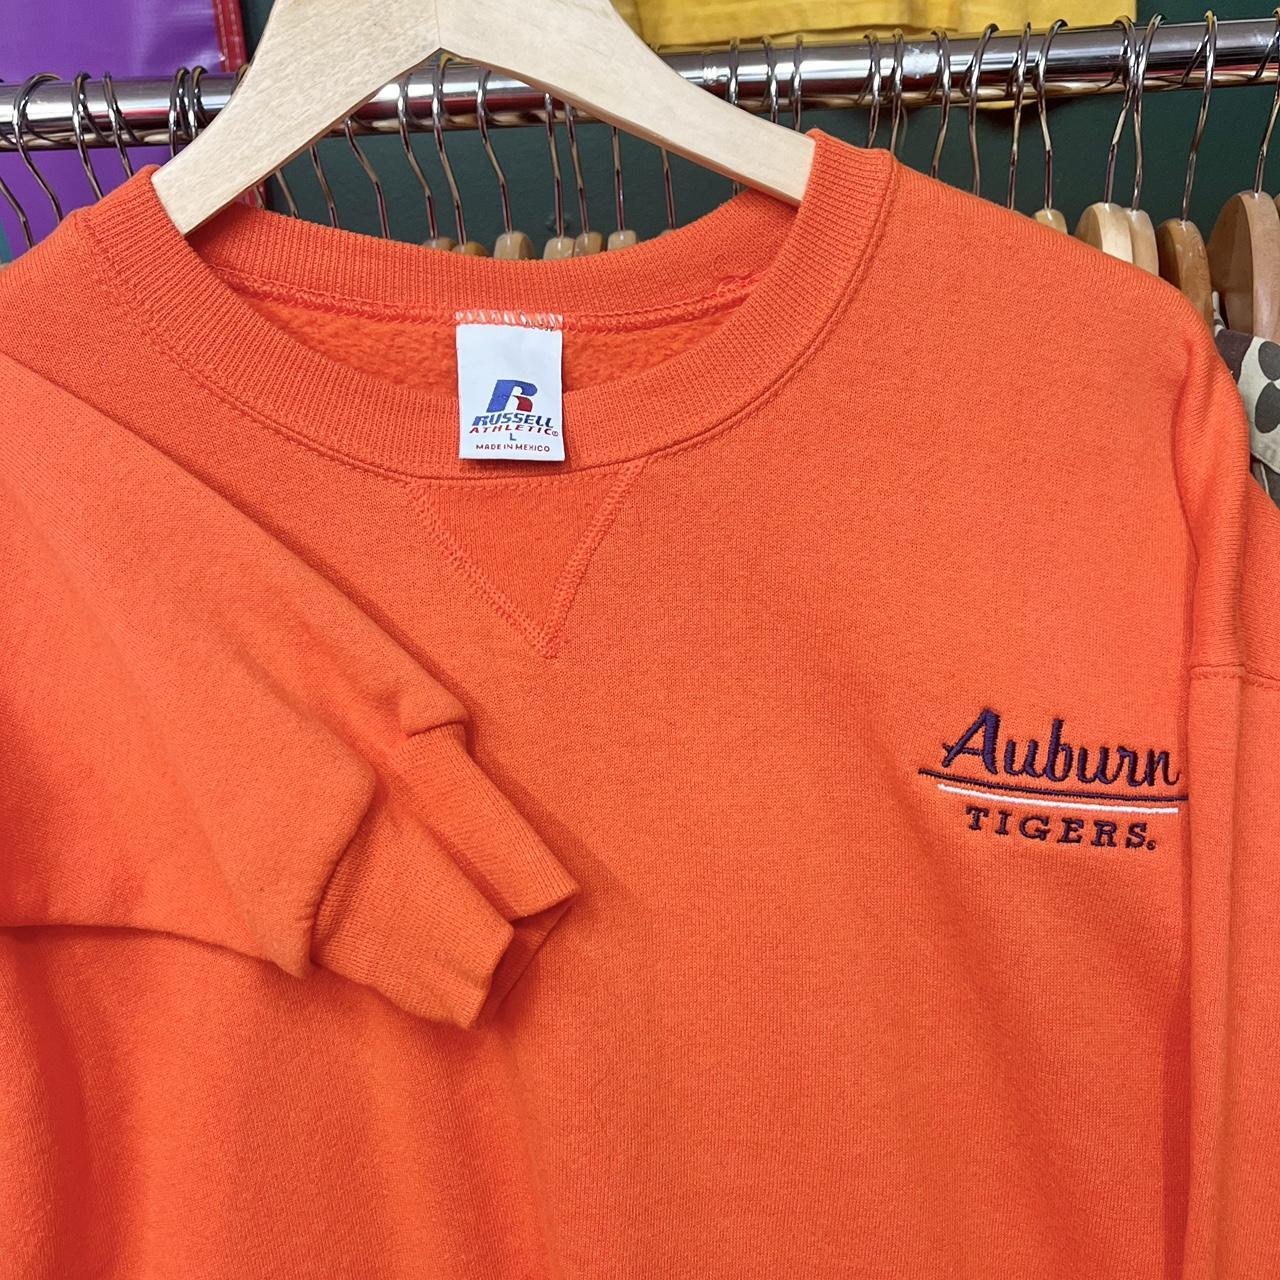 RUSSELL
ATHLETIC®
L
MADE IN MEXICO
Auburn
TIGERS®